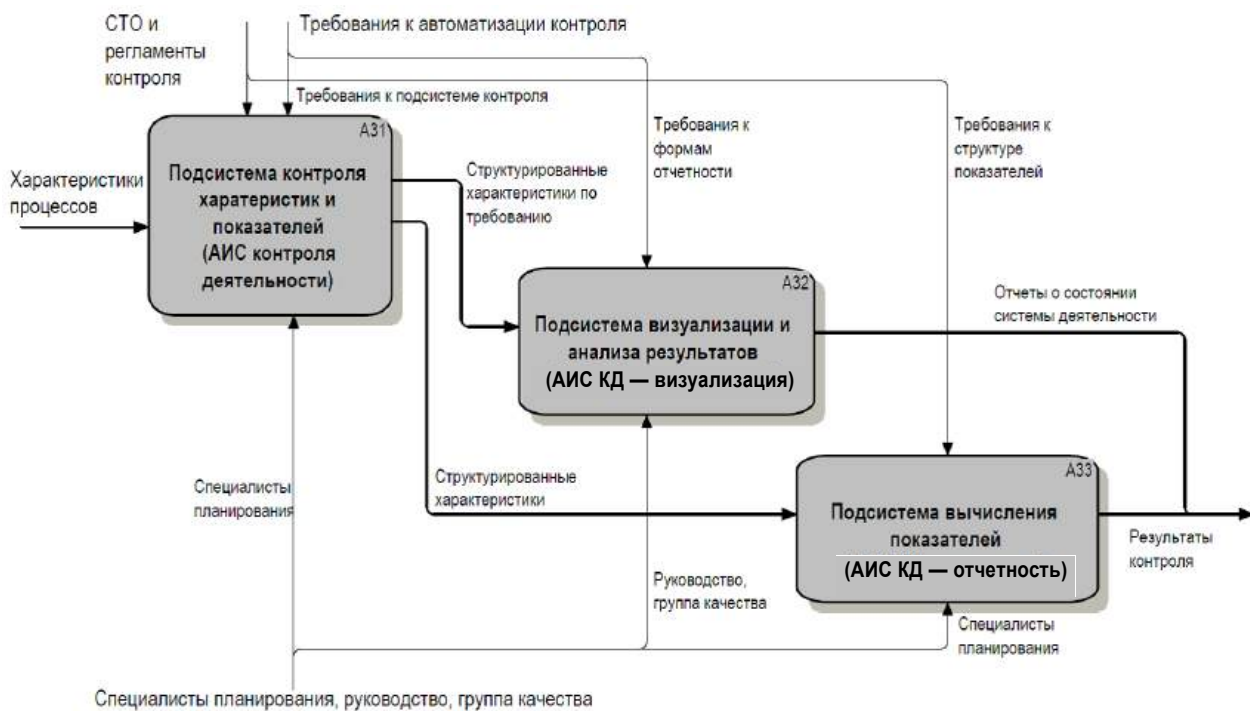 СТО и
регламенты
контроля
Требования к автоматизации контроля
Требования к подсистеме контроля
A31
Подсистема контроля
харатеристик и
показателей
(АИС контроля
деятельности)
Характеристики
процессов
Структурированные
характеристики по
требованию
Требования к
формам
отчетности
Требования к
структуре
показателей
A32
Подсистема визуализации и
анализа результатов
(АИС КД — визуализация)
Отчеты о состоянии
системы деятельности
Специалисты
планирования
Структурированные
характеристики
A33
Подсистема вычисления
показателей
(АИС КД — отчетность)
Результаты
контроля
Руководство,
группа качества
Специалисты
планирования
Специалисты планирования, руководство, группа качества